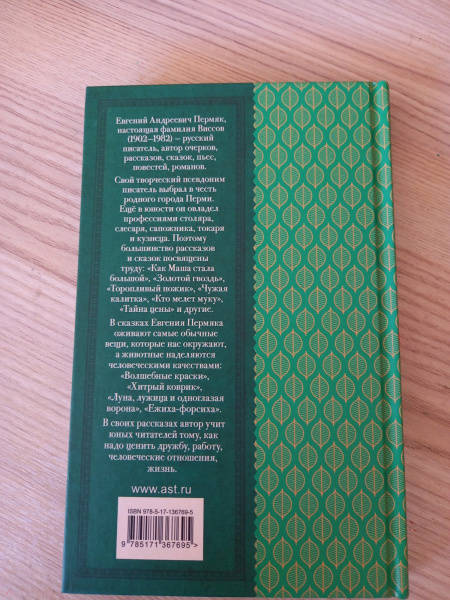 Евгений Андреевич Пермяк,
настоящая фамилия Виссов
(1902–1982) – русский
писатель, автор очерков,
рассказов, сказок, пьес,
повестей, романов.
Свой творческий псевдоним
писатель выбрал в честь
родного города Перми.
Ещё в юности он овладел
профессиями столяра,
слесаря, сапожника, токаря
и кузнеца. Поэтому
большинство рассказов
и сказок посвящены
труду: «Как Маша стала
большой», «Золотой гвоздь»,
«Торопливый ножик», «Чужая
калитка», «Кто мелет муку»,
«Тайна цены» и другие.
В сказках Евгения Пермяка
оживают самые обычные
вещи, которые нас окружают,
а животные наделяются
человеческими качествами:
«Волшебные краски»,
«Хитрый коврик»,
«Луна, лужица и одноглазая
ворона», «Ежиха-форсиха».
В своих рассказах автор учит
юных читателей тому, как
надо ценить дружбу, работу,
человеческие отношения,
жизнь.
www.ast.ru
ISBN 978-5-17-136769-5
9 785171 367695>